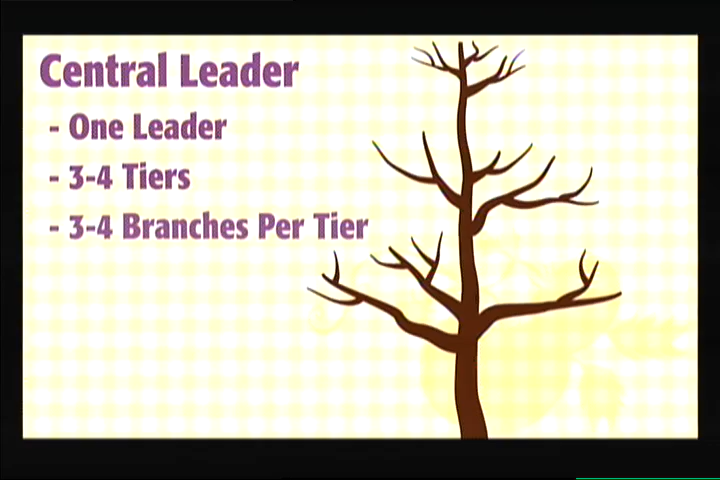 Central Leader
- One Leader
- 3-4 Tiers
- 3-4 Branches Per Tier